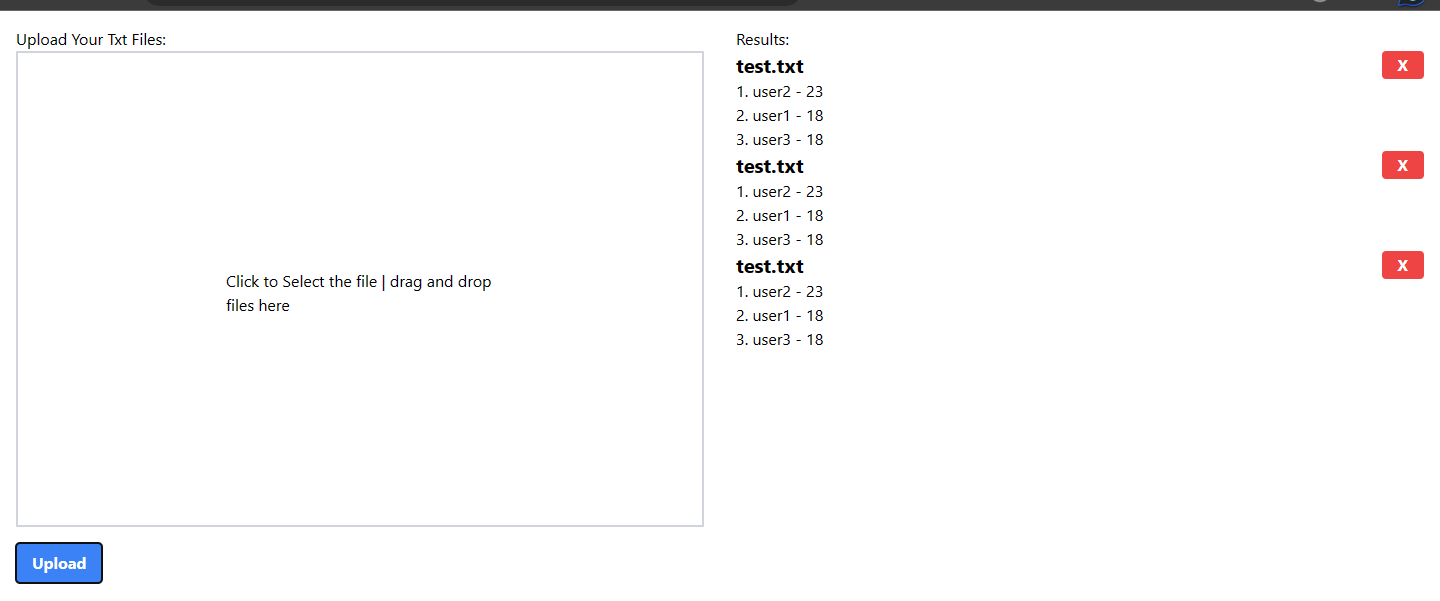 Upload Your Txt Files:
Click to Select the file | drag and drop
files here
Upload
Results:
test.txt
X
1. user2 - 23
2. user1 - 18
3. user3 - 18
test.txt
X
1. user2 - 23
2. user1 - 18
3. user3 - 18
test.txt
X
1. user2 - 23
2. user1 - 18
3. user3 - 18